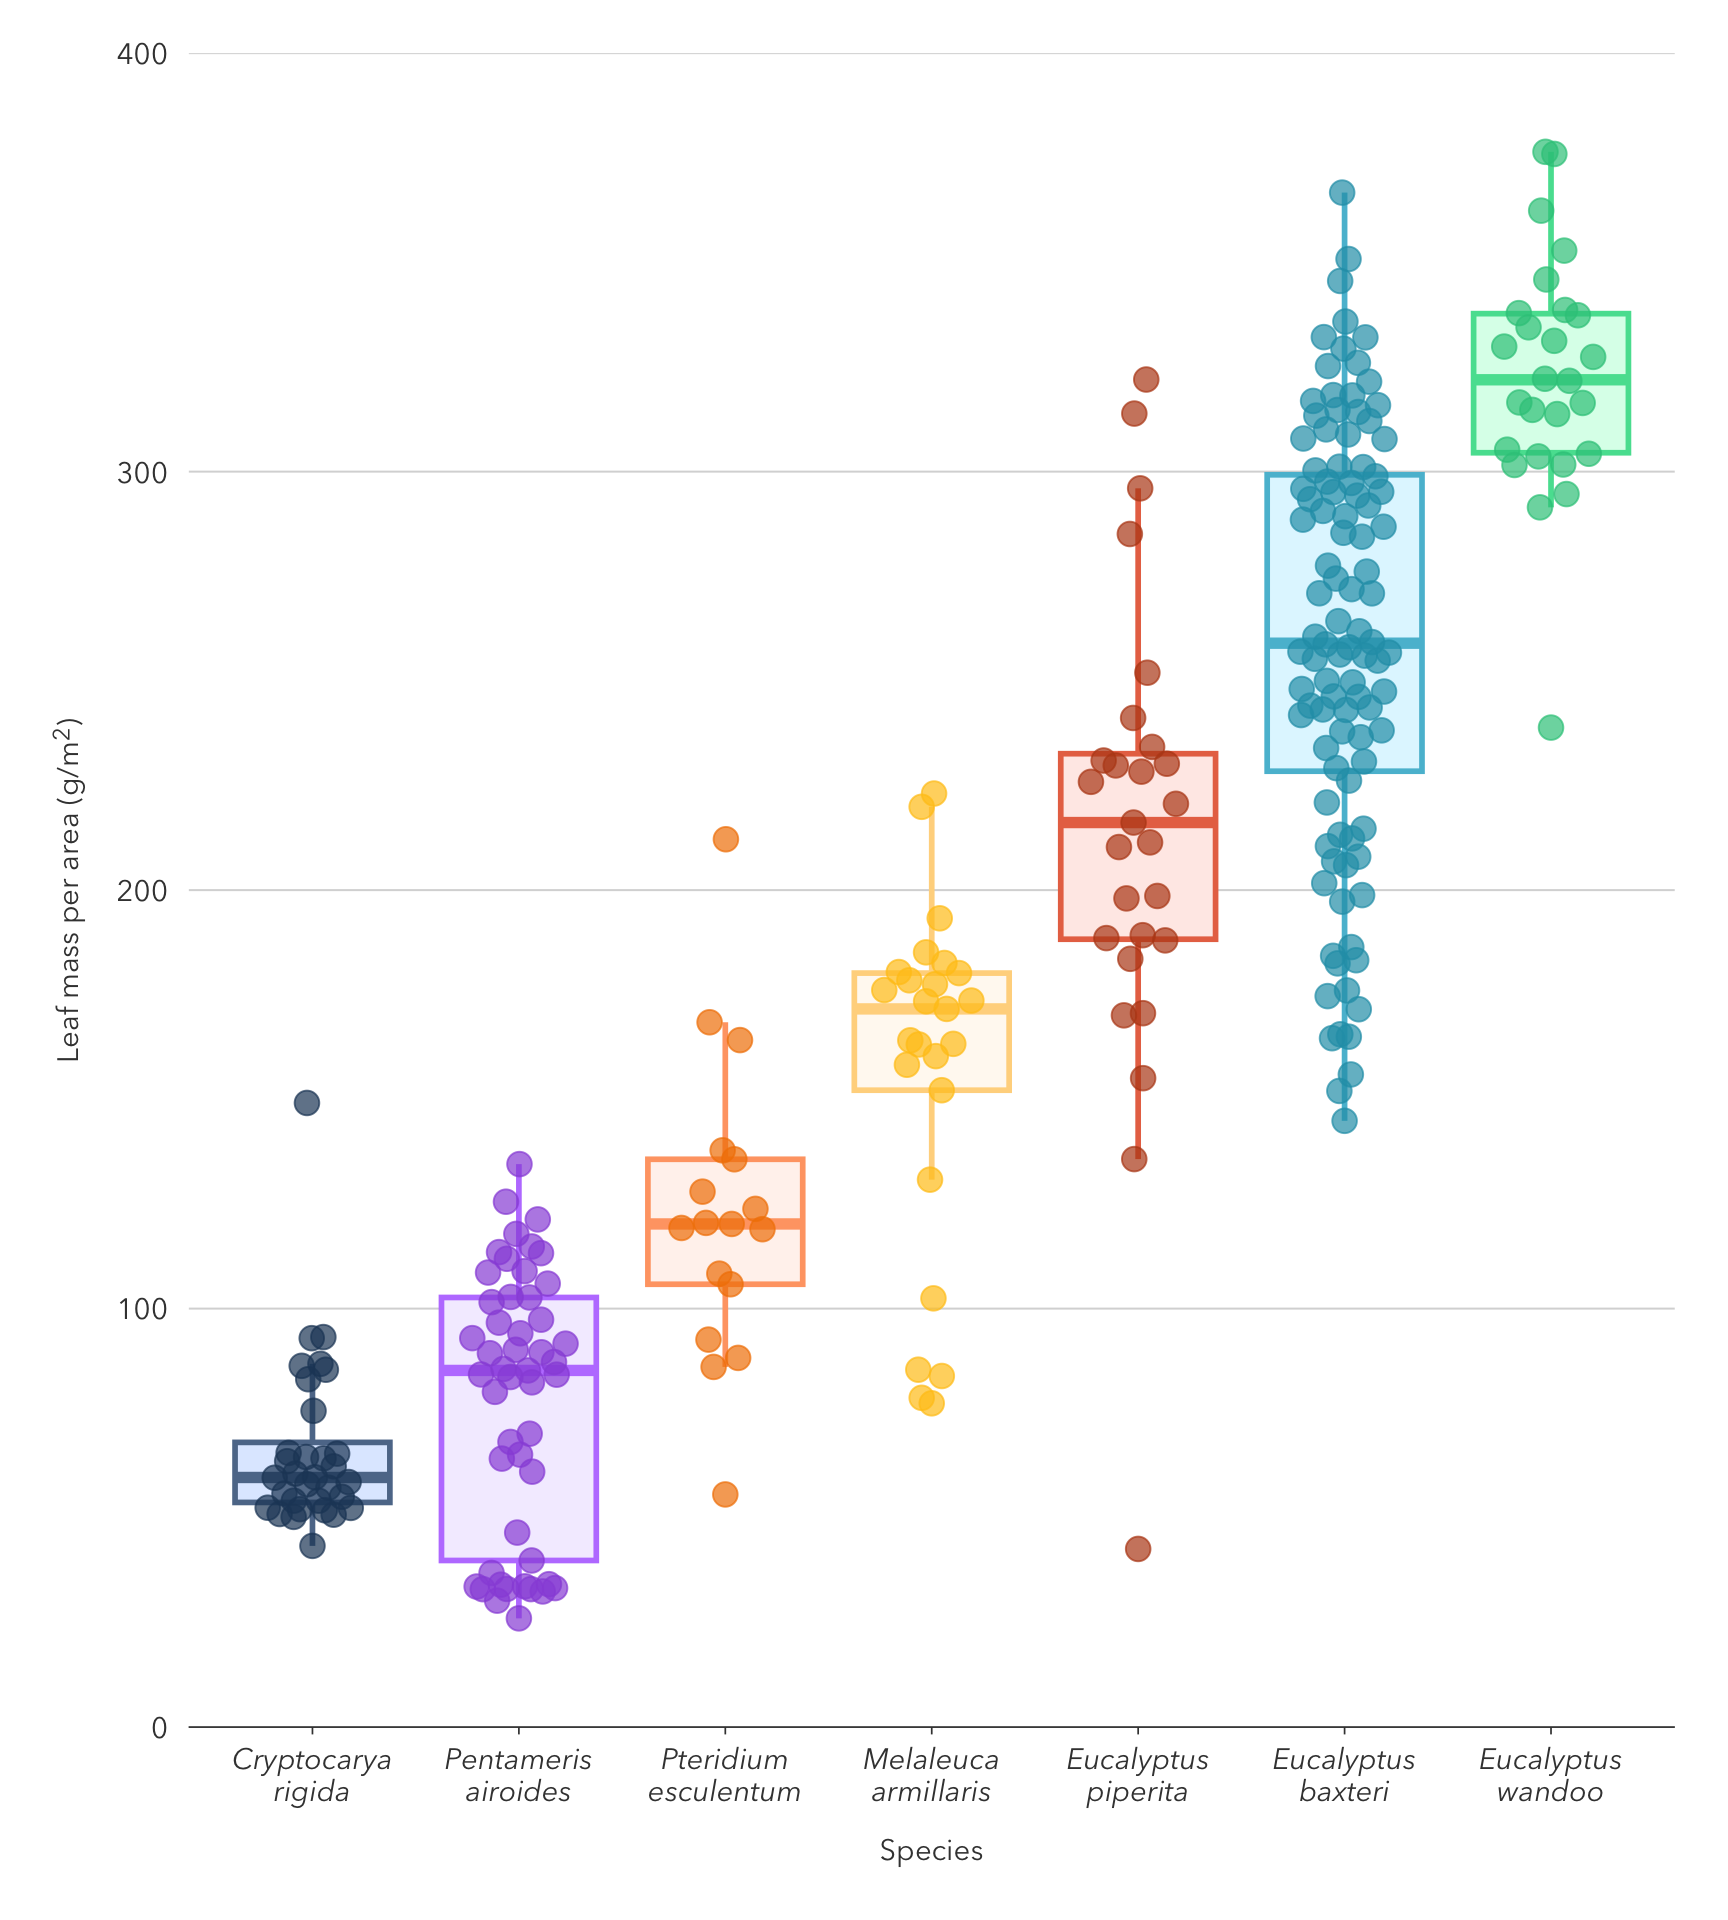 400
300
200
100
0
Leaf mass per area (g/m²)
Cryptocarya rigida
Pentameris airoides
Pteridium esculentum
Melaleuca armillaris
Eucalyptus piperita
Eucalyptus baxteri
Eucalyptus wandoo
Species